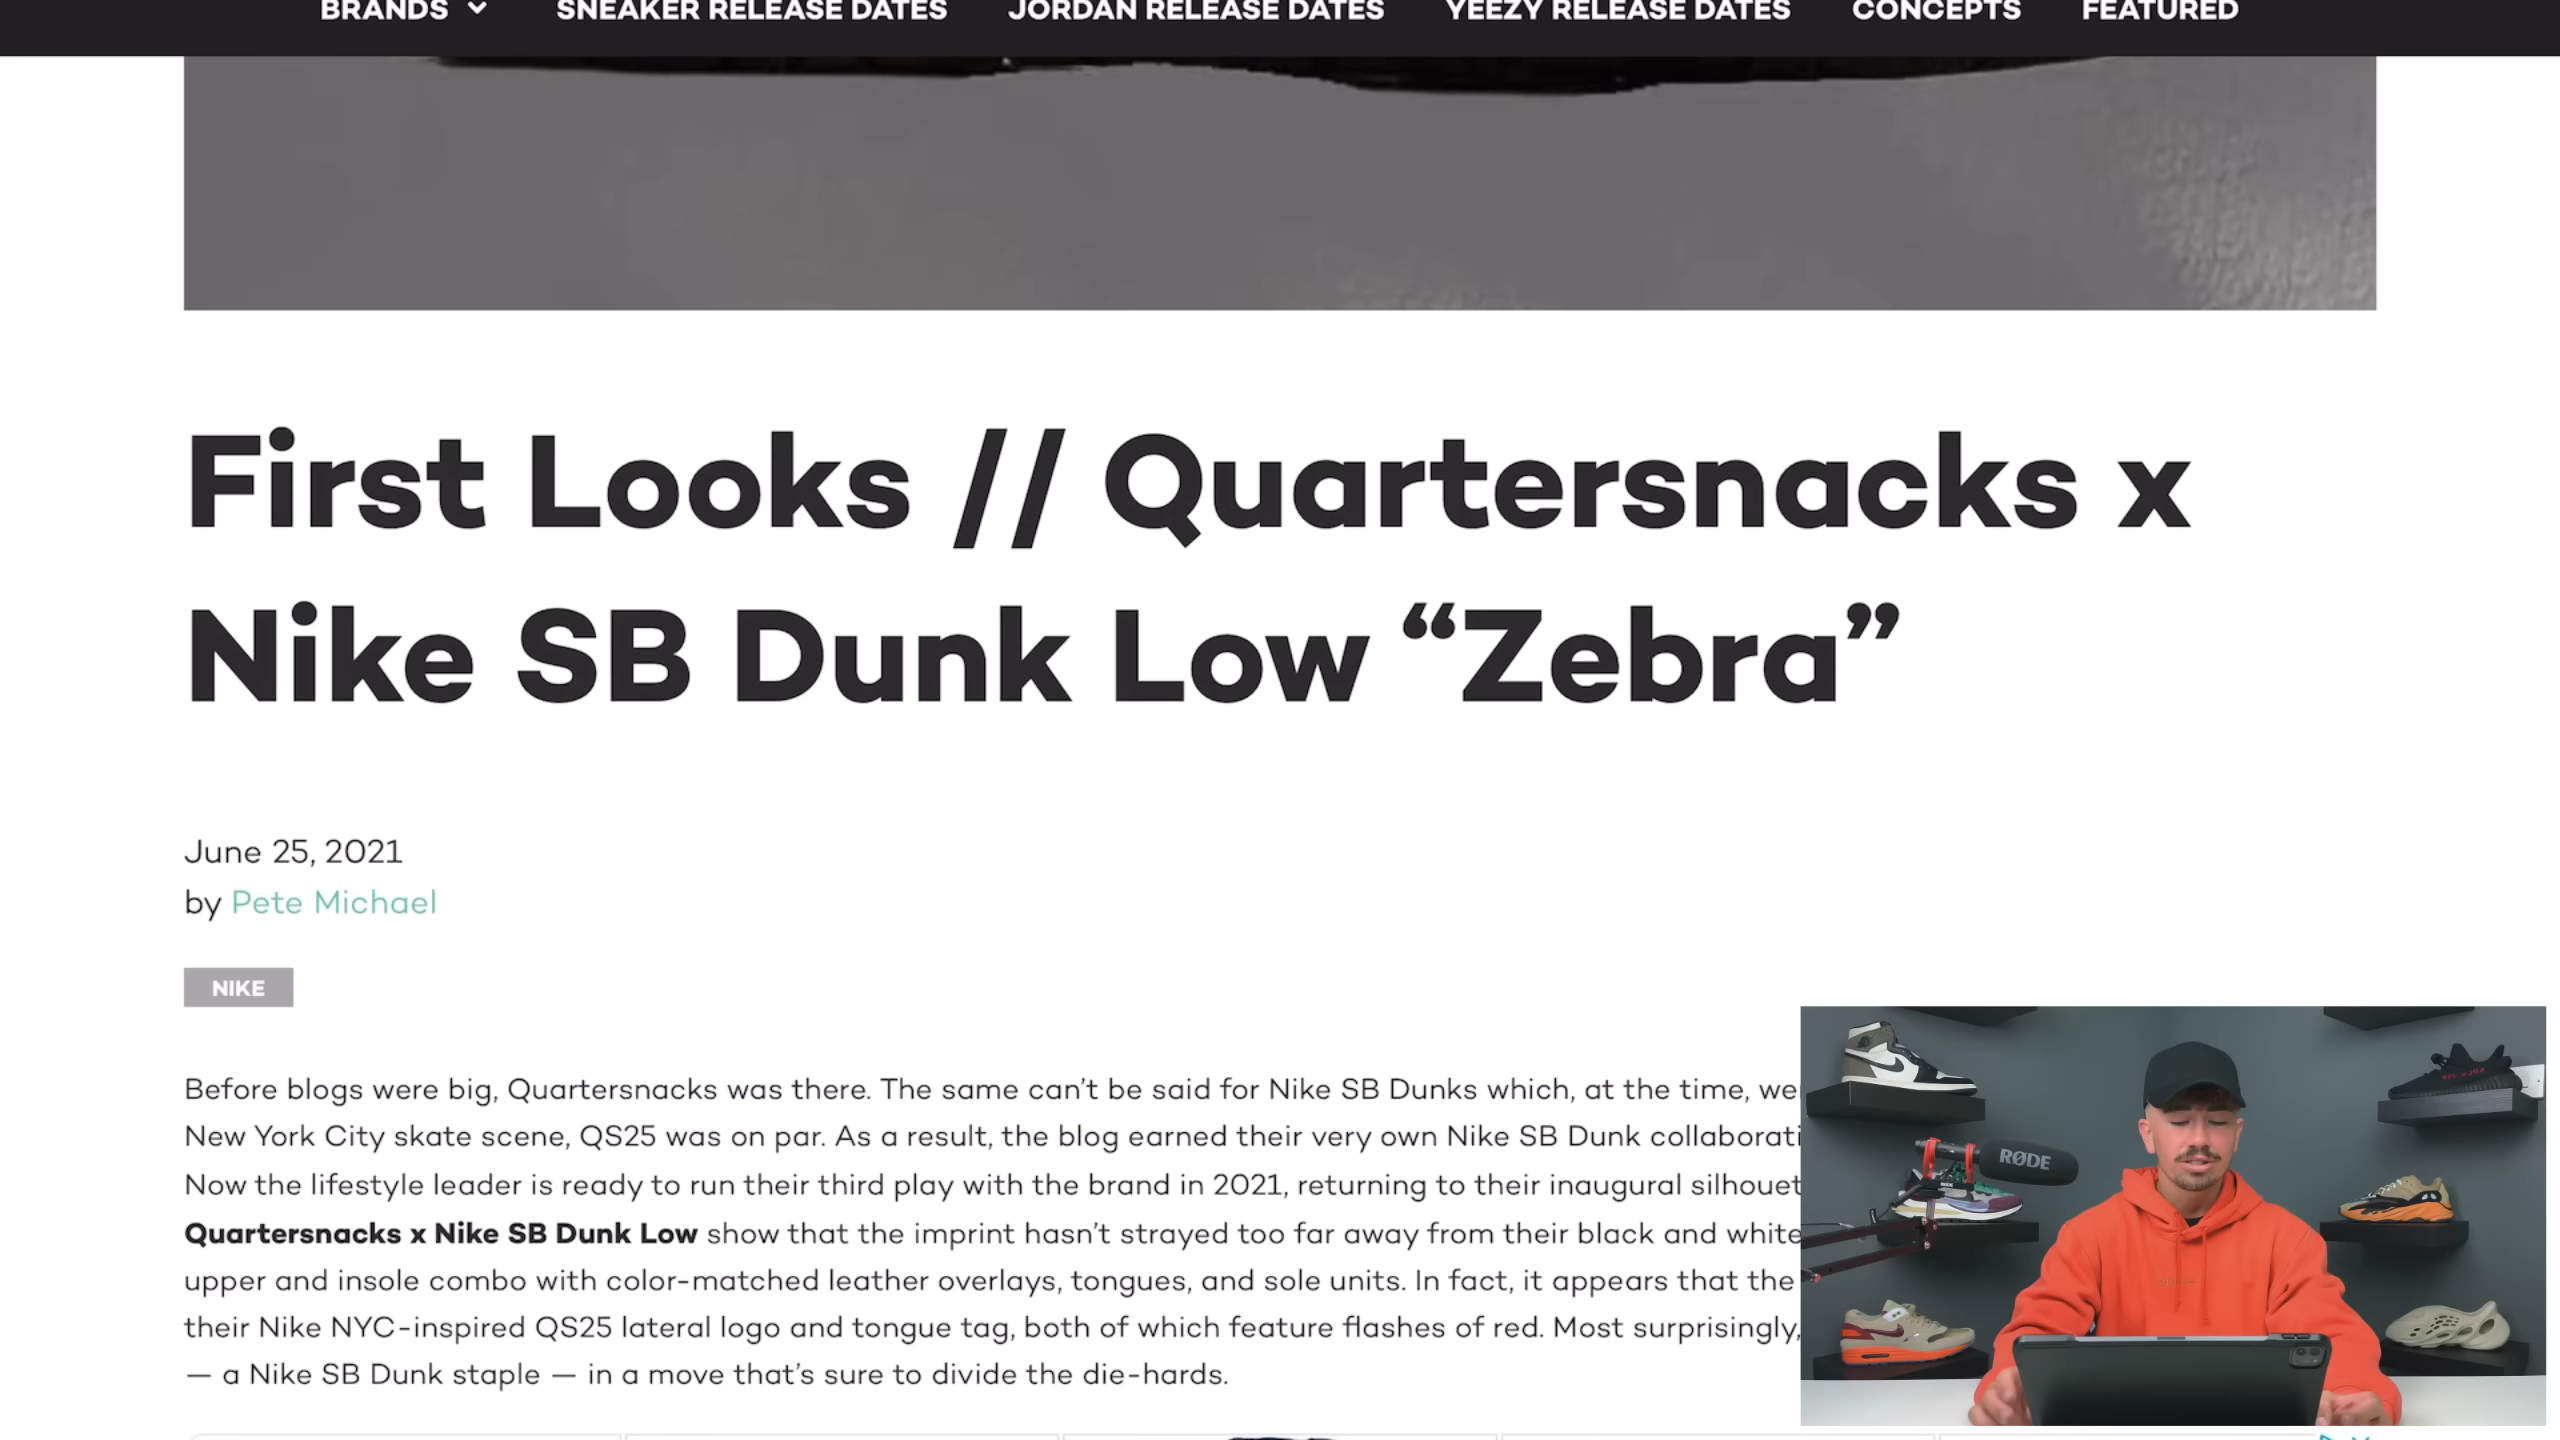 BRANDS
SNEAKER RELEASE DATES
JORDAN RELEASE DATES
YEEZY RELEASE DATES
CONCEPTS
FEATURED
First Looks // Quartersnacks x
Nike SB Dunk Low “Zebra”
June 25, 2021
by Pete Michael
NIKE
Before blogs were big, Quartersnacks was there. The same can’t be said for Nike SB Dunks which, at the time,
New York City skate scene, QS25 was on par. As a result, the blog earned their very own Nike SB Dunk
Now the lifestyle leader is ready to run their third play with the brand in 2021, returning to their inaugural
Quartersnacks x Nike SB Dunk Low show that the imprint hasn’t strayed too far away from their black and white
upper and insole combo with color-matched leather overlays, tongues, and sole units. In fact, it appears that the
their Nike NYC-inspired QS25 lateral logo and tongue tag, both of which feature flashes of red. Most surprisingly,
— a Nike SB Dunk staple — in a move that’s sure to divide the die-hards.
RØDE